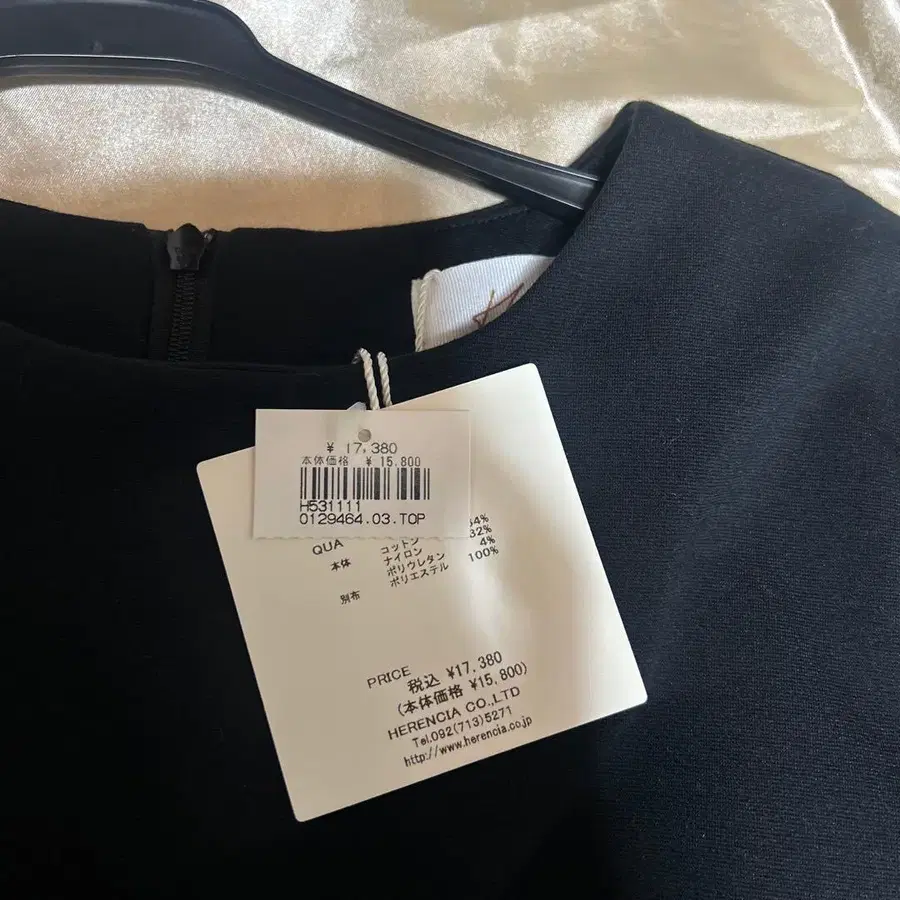 ¥ 17,380
本体価格 ¥ 15,800
H531111
0129464.03.TOP
QUA
本体 コットン 64%
ナイロン 32%
ポリウレタン 4%
別布 ポリエステル 100%
PRICE 税込 ¥17,380
(本体価格 ¥15,800)
HERENCIA CO.,LTD
Tel.092(713)5271
http://www.herencia.co.jp